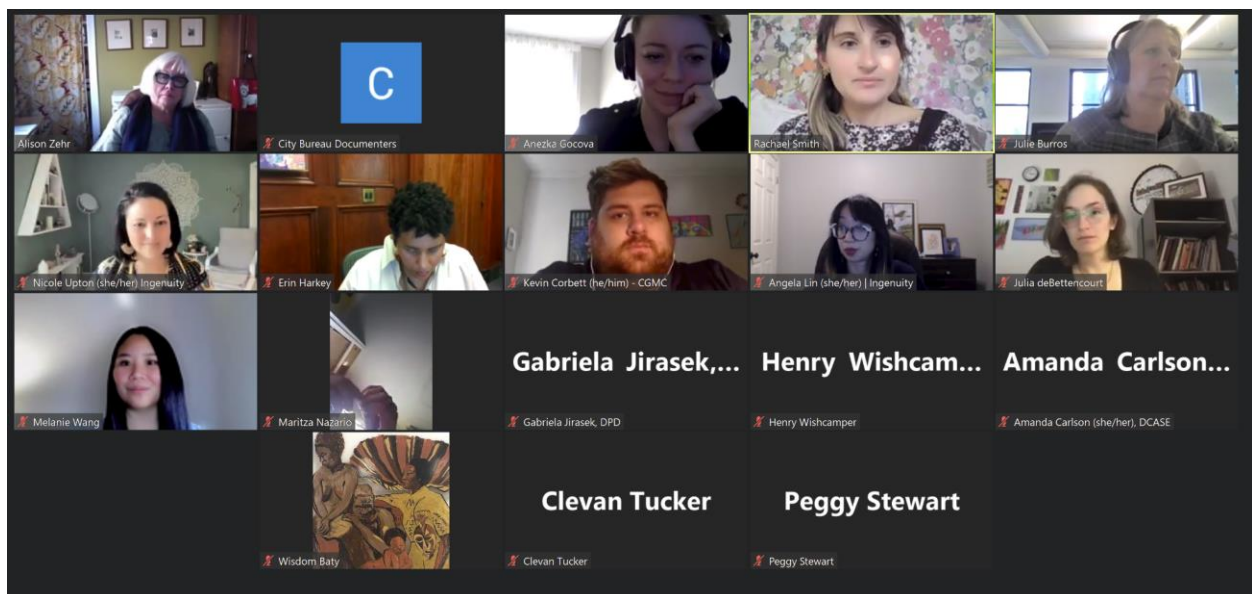 Alison Zehr
C
City Bureau Documenters
Anezka Gocova
Rachael Smith
Julie Burros
Nicole Upton (she/her) Ingenuity
Erin Harkey
Kevin Corbett (he/him) - CGMC
Angela Lin (she/her) | Ingenuity
Julia deBettencourt
Melanie Wang
Maritza Nazario
Gabriela Jirasek,...
Gabriela Jirasek, DPD
Henry Wishcam...
Henry Wishcamper
Amanda Carlson...
Amanda Carlson (she/her), DCASE
Wisdom Baty
Clevan Tucker
Clevan Tucker
Peggy Stewart
Peggy Stewart